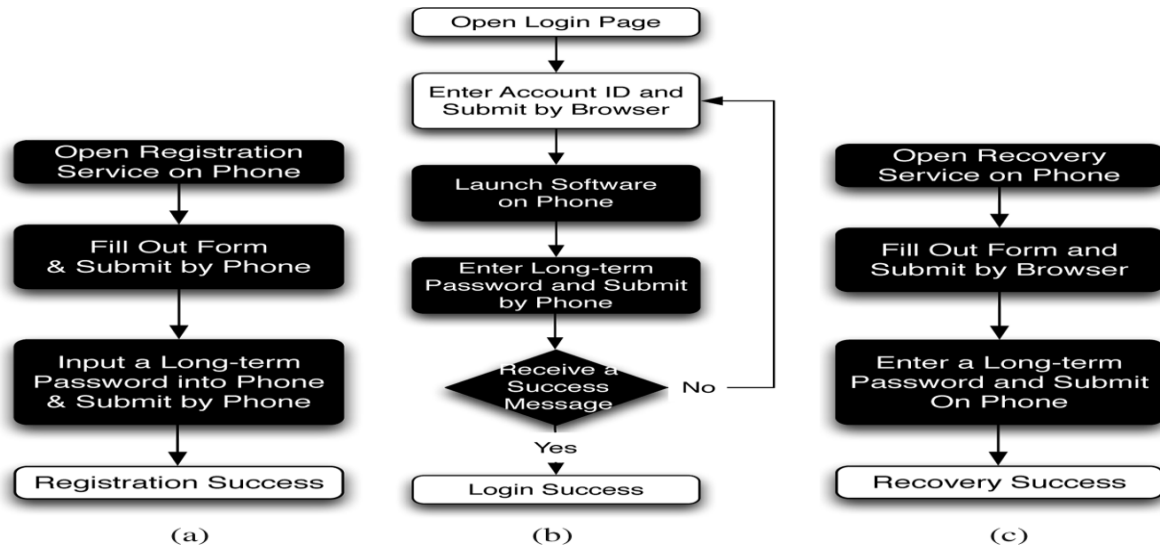 Open Registration
Service on Phone
Fill Out Form
& Submit by Phone
Input a Long-term
Password into Phone
& Submit by Phone
Registration Success
(a)
Open Login Page
Enter Account ID and
Submit by Browser
Launch Software
on Phone
Enter Long-term
Password and Submit
by Phone
Receive a
Success
Message
No
Yes
Login Success
(b)
Open Recovery
Service on Phone
Fill Out Form and
Submit by Browser
Enter a Long-term
Password and Submit
On Phone
Recovery Success
(c)